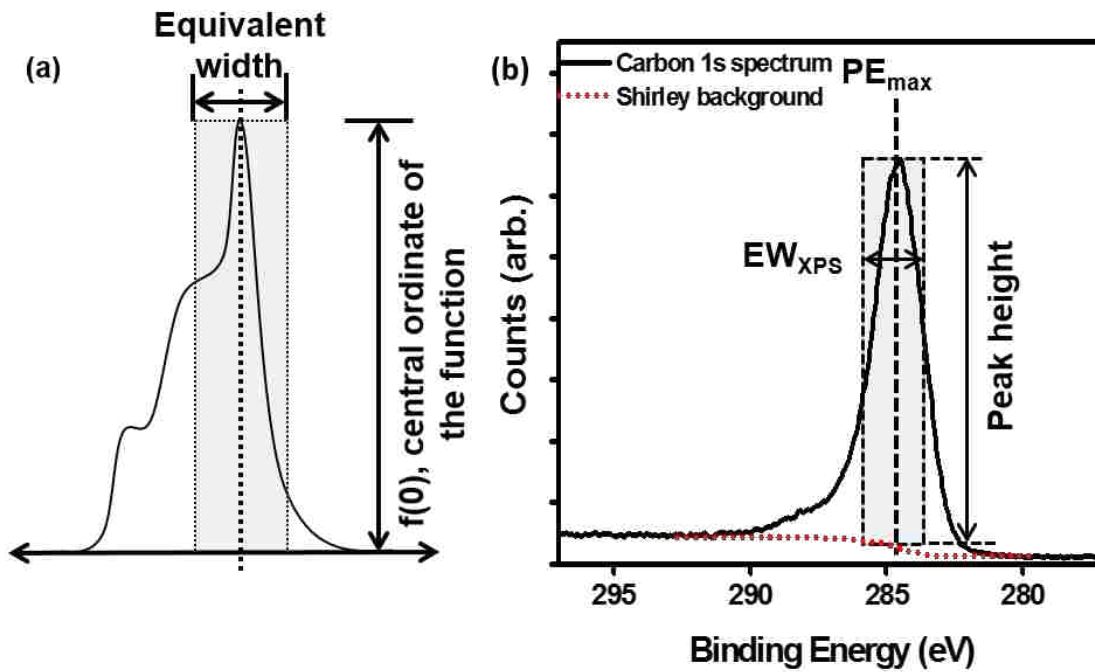 (a)
Equivalent
width
f(0), central ordinate of
the function
(b)
Carbon 1s spectrum
Shirley background
PEmax
EWXPS
Peak height
Counts (arb.)
295
290
285
280
Binding Energy (eV)